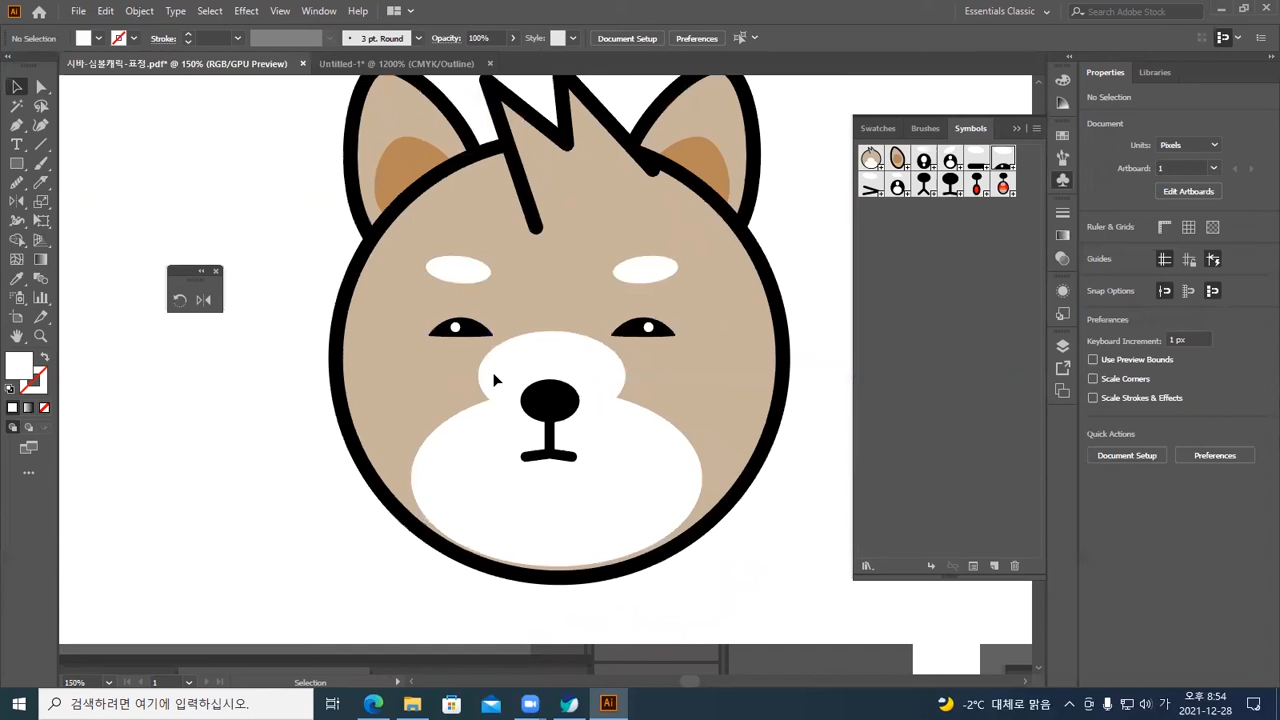 File Edit Object Type Select Effect View Window Help
Essentials Classic
Search Adobe Stock
No Selection
Stroke:
3 pt. Round
Opacity: 100%
Style:
Document Setup
Preferences
시바-심볼캐릭-표정.pdf* @ 150% (RGB/GPU Preview)
Untitled-1* @ 1200% (CMYK/Outline)
Swatches Brushes Symbols
Properties Libraries
No Selection
Document
Units: Pixels
Artboard: 1
Edit Artboards
Ruler & Grids
Guides
Snap Options
Preferences
Keyboard Increment: 1 px
Use Preview Bounds
Scale Corners
Scale Strokes & Effects
Quick Actions
Document Setup
Preferences
150%
1
Selection
검색하려면 여기에 입력하십시오.
-2°C 대체로 맑음
가
오후 8:54
2021-12-28